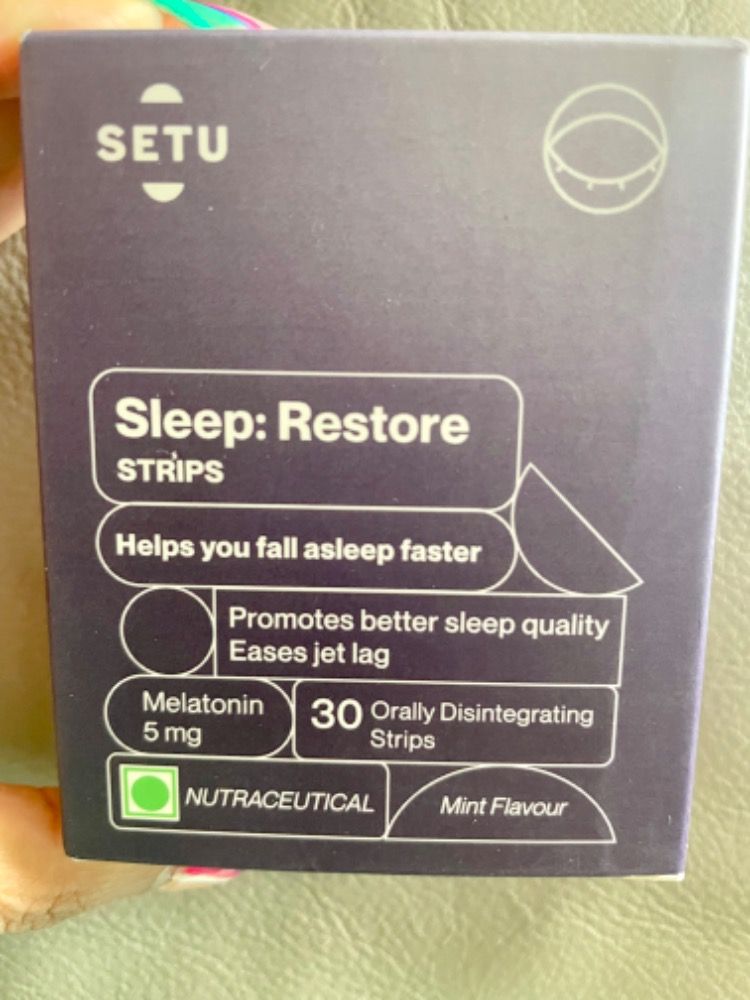 SETU
Sleep: Restore
STRIPS
Helps you fall asleep faster
Promotes better sleep quality
Eases jet lag
Melatonin
5 mg
30 Orally Disintegrating
Strips
NUTRACEUTICAL
Mint Flavour